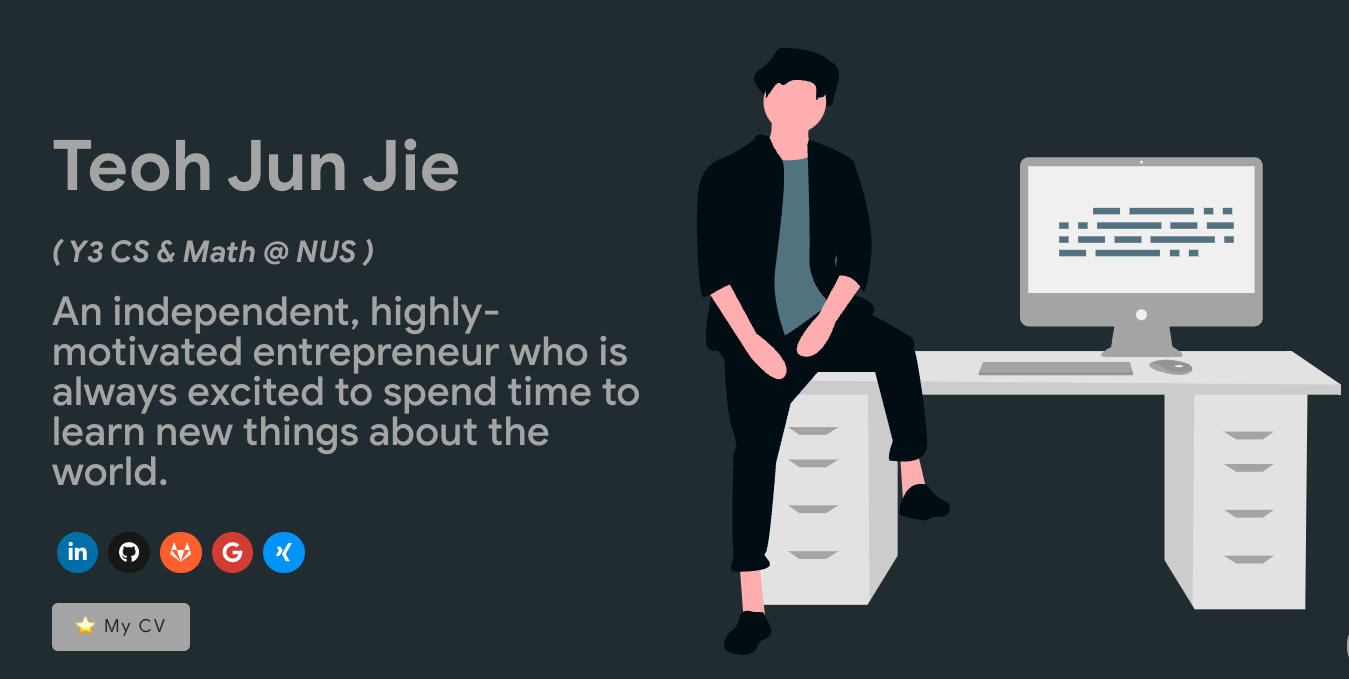 Teoh Jun Jie
( Y3 CS & Math @ NUS )
An independent, highly-
motivated entrepreneur who is
always excited to spend time to
learn new things about the
world.
in
G
⭐ My CV